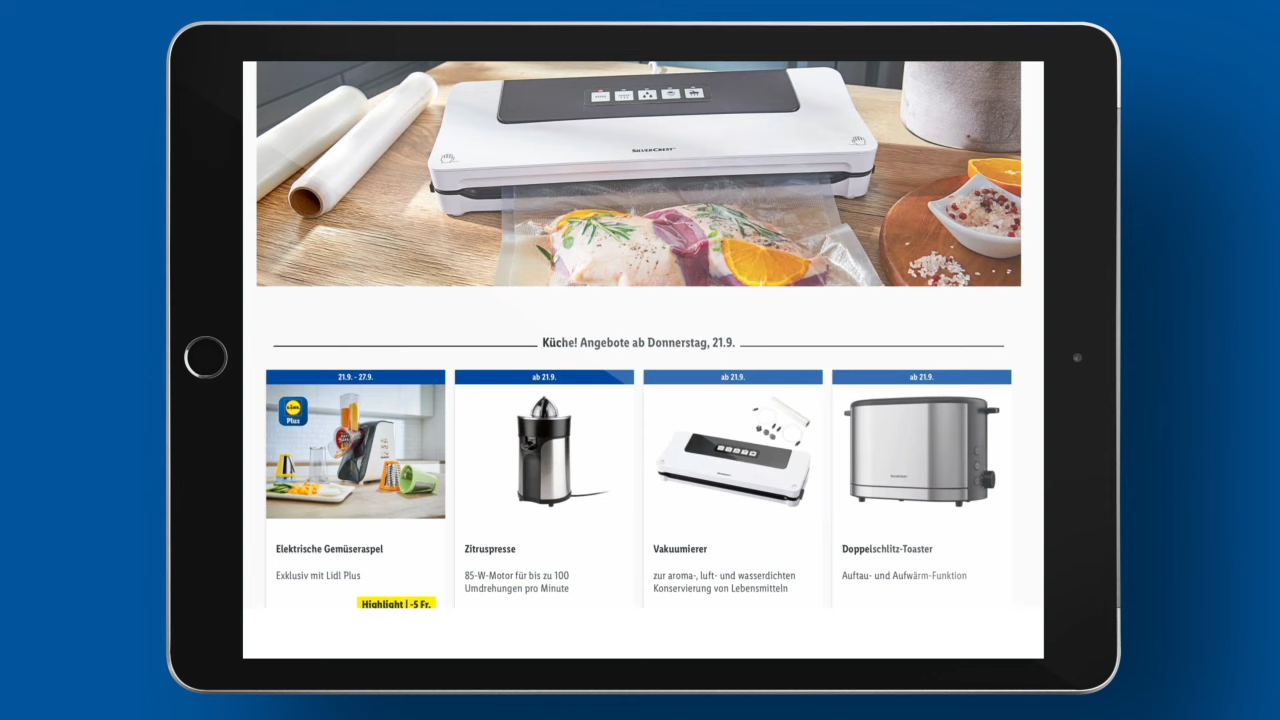 SILVERCREST
Küche! Angebote ab Donnerstag, 21.9.
21.9. - 27.9.
ab 21.9.
ab 21.9.
ab 21.9.
LIDL
Plus
Elektrische Gemüseraspel
Exklusiv mit Lidl Plus
Highlight | -5 Fr.
Zitruspresse
85-W-Motor für bis zu 100
Umdrehungen pro Minute
Vakuumierer
zur aroma-, luft- und wasserdichten
Konservierung von Lebensmitteln
Doppelschlitz-Toaster
Auftau- und Aufwärm-Funktion